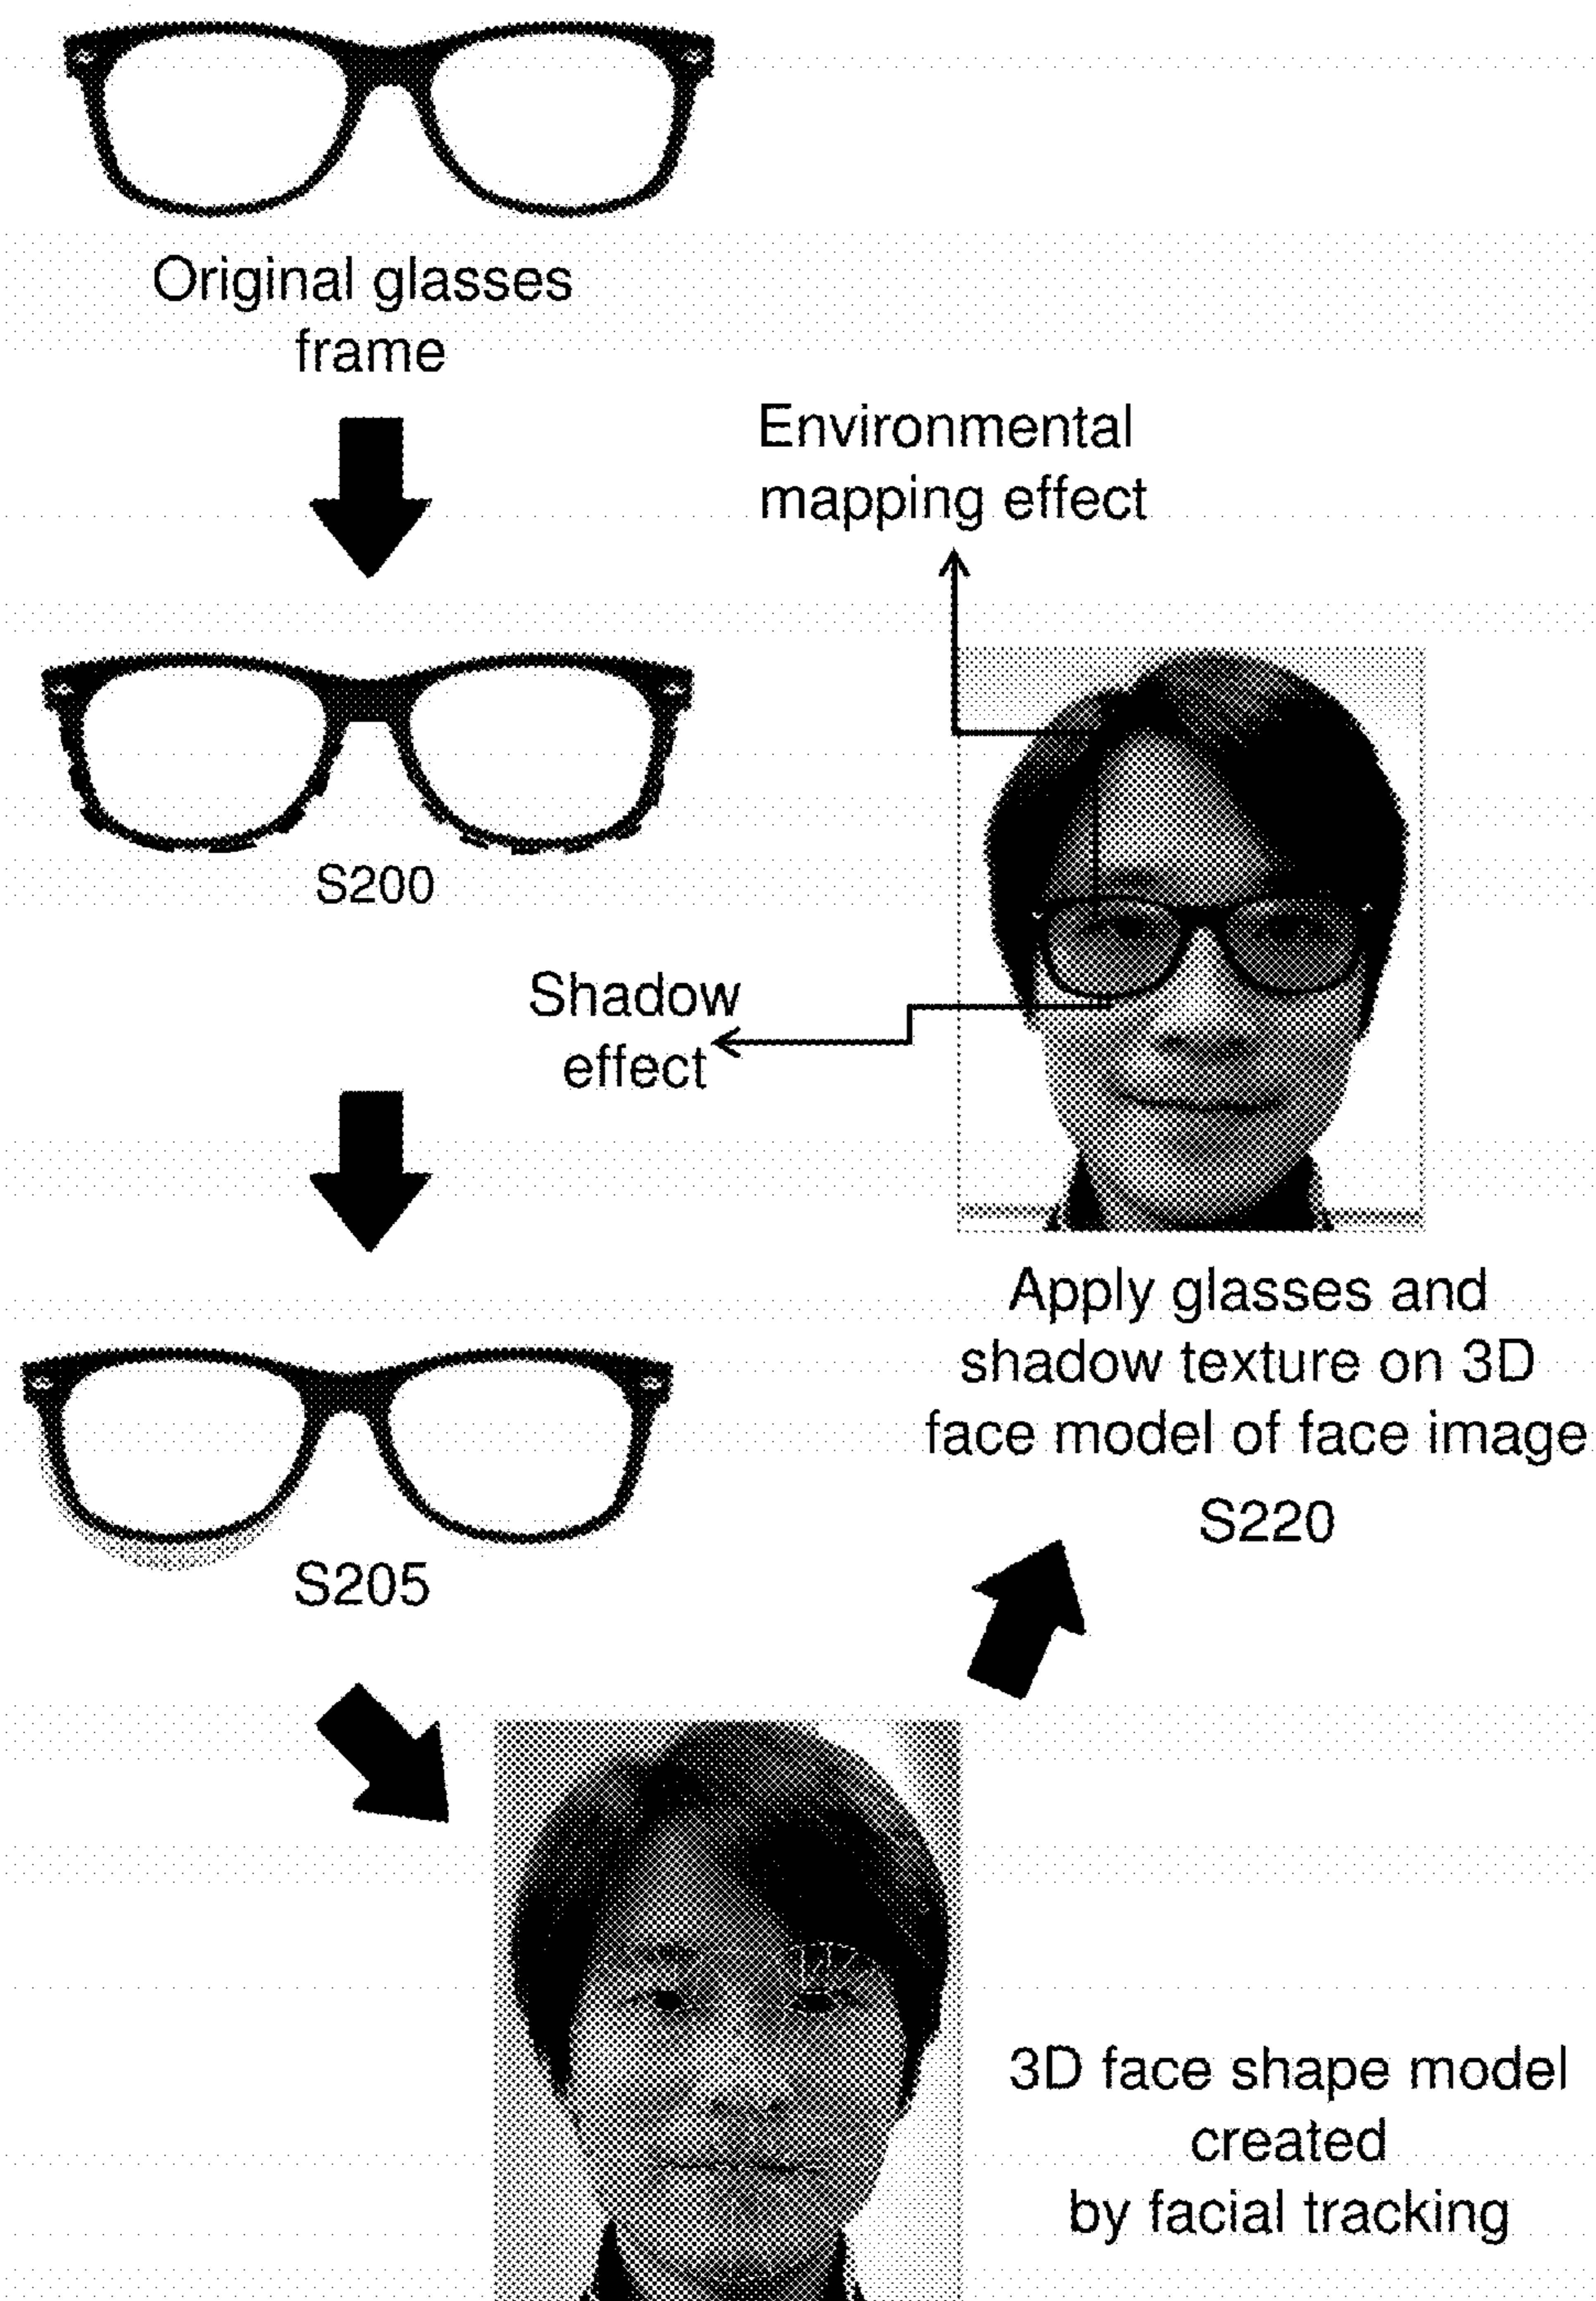 Original glasses
frame
Environmental
mapping effect
S200
Shadow
effect
Apply glasses and
shadow texture on 3D
face model of face image
S220
S205
3D face shape model
created
by facial tracking